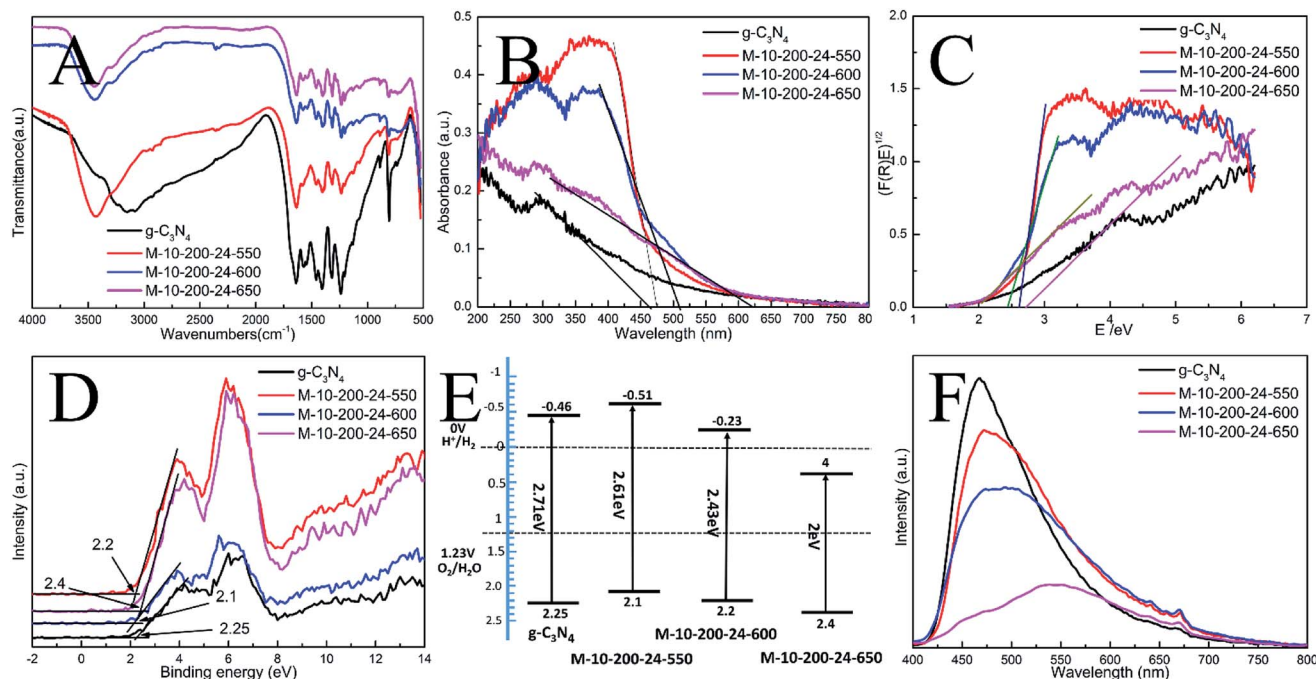 A
Transmittance(a.u.)
g-C₃N₄
M-10-200-24-550
M-10-200-24-600
M-10-200-24-650
4000 3500 3000 2500 2000 1500 1000 500
Wavenumbers(cm⁻¹)
B
Absorbance (a.u.)
0.5
0.4
0.3
0.2
0.1
0.0
g-C₃N₄
M-10-200-24-550
M-10-200-24-600
M-10-200-24-650
200 250 300 350 400 450 500 550 600 650 700 750 800
Wavelength (nm)
C
(F(R)E)¹/²
2.0
1.5
1.0
0.5
0.0
g-C₃N₄
M-10-200-24-550
M-10-200-24-600
M-10-200-24-650
1 2 3 4 5 6 7
E /eV
D
Intensity (a.u.)
g-C₃N₄
M-10-200-24-550
M-10-200-24-600
M-10-200-24-650
2.2
2.4
2.1
2.25
-2 0 2 4 6 8 10 12 14
Binding energy (eV)
E
-1
-0.5
0
0.5
1
1.5
2.0
2.5
0V
H⁺/H₂
1.23V
O₂/H₂O
-0.46
2.71eV
2.25
g-C₃N₄
-0.51
2.61eV
2.1
M-10-200-24-550
-0.23
2.43eV
2.2
M-10-200-24-600
4
2eV
2.4
M-10-200-24-650
F
Intensity (a.u.)
g-C₃N₄
M-10-200-24-550
M-10-200-24-600
M-10-200-24-650
400 450 500 550 600 650 700 750 800
Wavelength (nm)